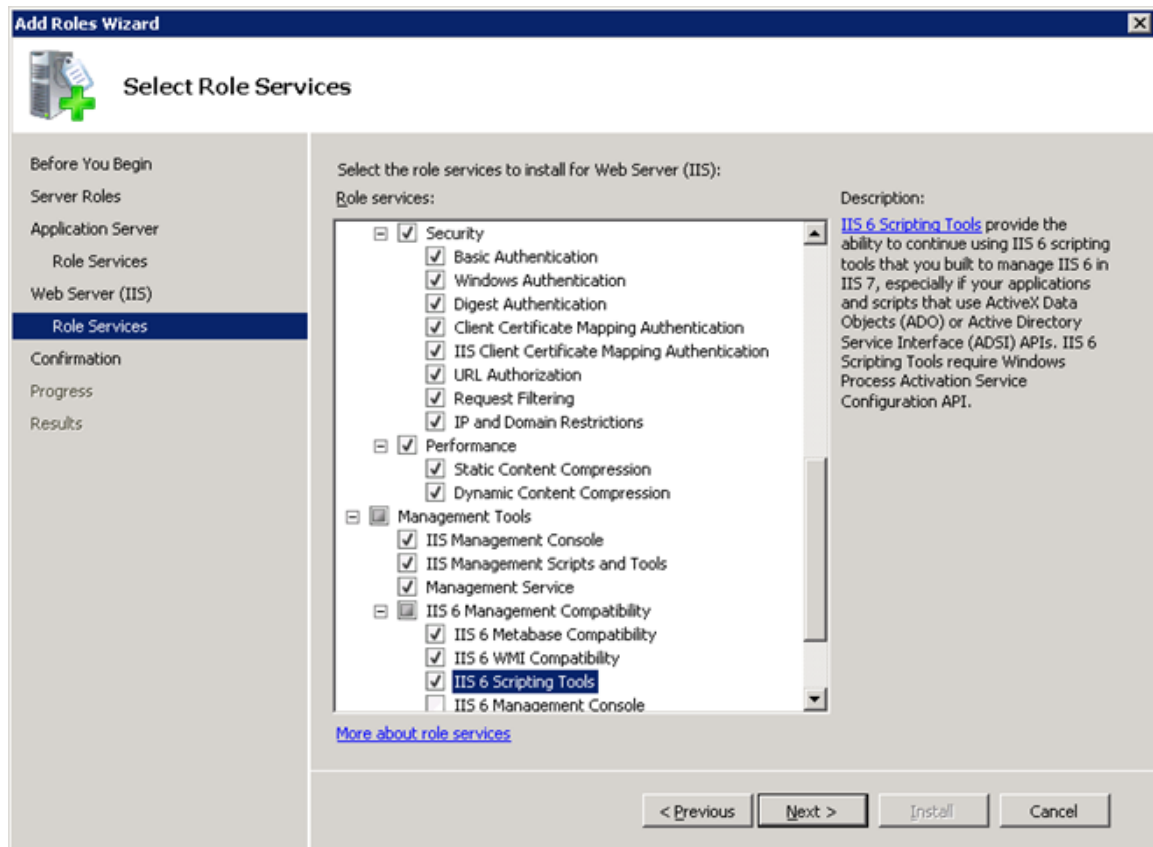 Add Roles Wizard
Select Role Services
Before You Begin
Server Roles
Application Server
Role Services
Web Server (IIS)
Role Services
Confirmation
Progress
Results
Select the role services to install for Web Server (IIS):
Role services:
Security
Basic Authentication
Windows Authentication
Digest Authentication
Client Certificate Mapping Authentication
IIS Client Certificate Mapping Authentication
URL Authorization
Request Filtering
IP and Domain Restrictions
Performance
Static Content Compression
Dynamic Content Compression
Management Tools
IIS Management Console
IIS Management Scripts and Tools
Management Service
IIS 6 Management Compatibility
IIS 6 Metabase Compatibility
IIS 6 WMI Compatibility
IIS 6 Scripting Tools
IIS 6 Management Console
More about role services
Description:
IIS 6 Scripting Tools provide the
ability to continue using IIS 6 scripting
tools that you built to manage IIS 6 in
IIS 7, especially if your applications
and scripts that use ActiveX Data
Objects (ADO) or Active Directory
Service Interface (ADSI) APIs. IIS 6
Scripting Tools require Windows
Process Activation Service
Configuration API.
< Previous
Next >
Install
Cancel